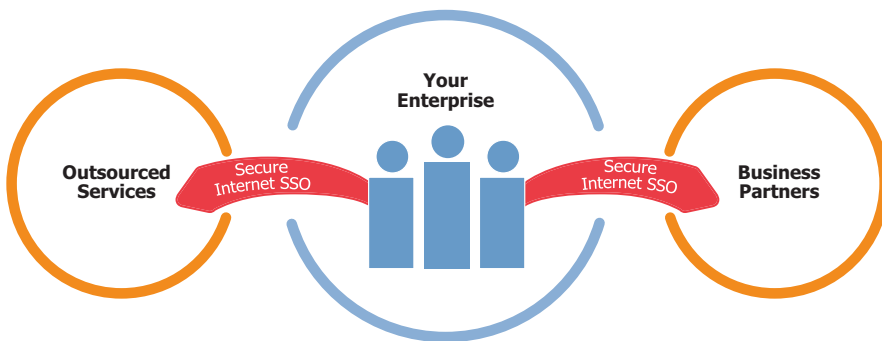 Your
Enterprise
Outsourced
Services
Secure
Internet SSO
Secure
Internet SSO
Business
Partners